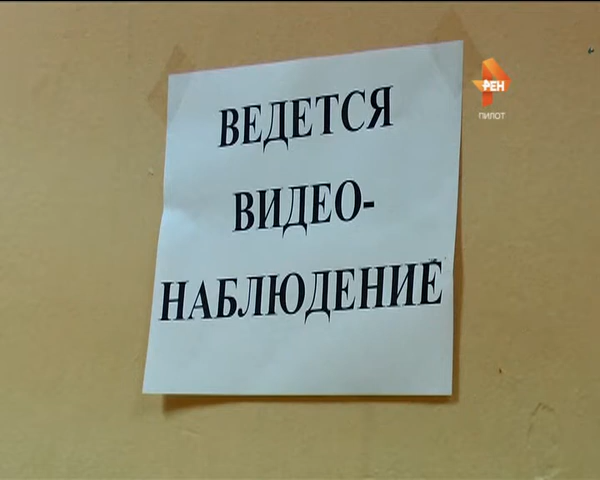 ВЕДЕТСЯ
ВИДЕО-
НАБЛЮДЕНИЕ
РЕН
ПИЛОТ